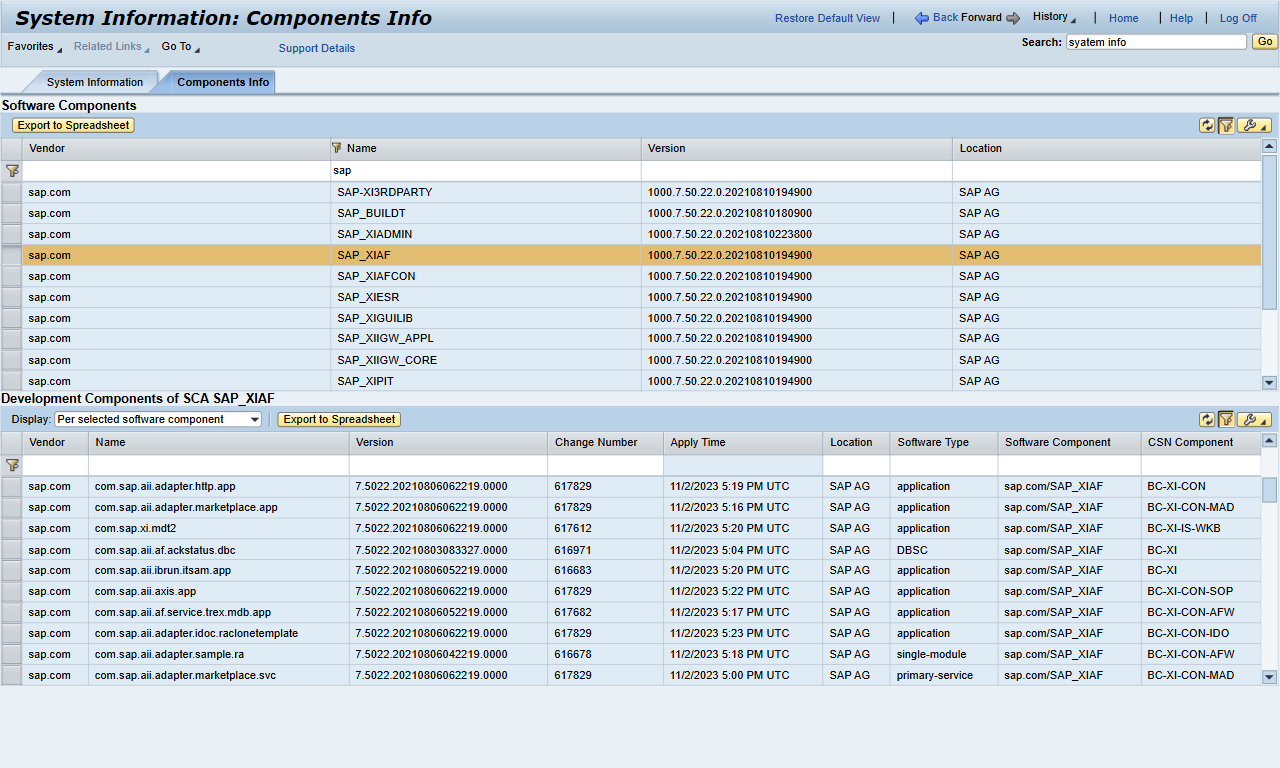 System Information: Components Info
Restore Default View | Back Forward History | Home | Help | Log Off
Favorites Related Links Go To Support Details Search: syatem info Go
System Information Components Info
Software Components
Export to Spreadsheet
Vendor Name Version Location
sap
sap.com SAP-XI3RDPARTY 1000.7.50.22.0.20210810194900 SAP AG
sap.com SAP_BUILDT 1000.7.50.22.0.20210810180900 SAP AG
sap.com SAP_XIADMIN 1000.7.50.22.0.20210810223800 SAP AG
sap.com SAP_XIAF 1000.7.50.22.0.20210810194900 SAP AG
sap.com SAP_XIAFCON 1000.7.50.22.0.20210810194900 SAP AG
sap.com SAP_XIESR 1000.7.50.22.0.20210810194900 SAP AG
sap.com SAP_XIGUILIB 1000.7.50.22.0.20210810194900 SAP AG
sap.com SAP_XIIGW_APPL 1000.7.50.22.0.20210810194900 SAP AG
sap.com SAP_XIIGW_CORE 1000.7.50.22.0.20210810194900 SAP AG
sap.com SAP_XIPIT 1000.7.50.22.0.20210810194900 SAP AG
Development Components of SCA SAP_XIAF
Display: Per selected software component Export to Spreadsheet
Vendor Name Version Change Number Apply Time Location Software Type Software Component CSN Component
sap.com com.sap.aii.adapter.http.app 7.5022.20210806062219.0000 617829 11/2/2023 5:19 PM UTC SAP AG application sap.com/SAP_XIAF BC-XI-CON
sap.com com.sap.aii.adapter.marketplace.app 7.5022.20210806062219.0000 617829 11/2/2023 5:16 PM UTC SAP AG application sap.com/SAP_XIAF BC-XI-CON-MAD
sap.com com.sap.xi.mdt2 7.5022.20210806062219.0000 617612 11/2/2023 5:20 PM UTC SAP AG application sap.com/SAP_XIAF BC-XI-IS-WKB
sap.com com.sap.aii.af.ackstatus.dbc 7.5022.20210803083327.0000 616971 11/2/2023 5:04 PM UTC SAP AG DBSC sap.com/SAP_XIAF BC-XI
sap.com com.sap.aii.ibrun.itsam.app 7.5022.20210806052219.0000 616683 11/2/2023 5:20 PM UTC SAP AG application sap.com/SAP_XIAF BC-XI
sap.com com.sap.aii.axis.app 7.5022.20210806062219.0000 617829 11/2/2023 5:22 PM UTC SAP AG application sap.com/SAP_XIAF BC-XI-CON-SOP
sap.com com.sap.aii.af.service.trex.mdb.app 7.5022.20210806052219.0000 617682 11/2/2023 5:17 PM UTC SAP AG application sap.com/SAP_XIAF BC-XI-CON-AFW
sap.com com.sap.aii.adapter.idoc.raclonetemplate 7.5022.20210806062219.0000 617829 11/2/2023 5:23 PM UTC SAP AG application sap.com/SAP_XIAF BC-XI-CON-IDO
sap.com com.sap.aii.adapter.sample.ra 7.5022.20210806042219.0000 616678 11/2/2023 5:18 PM UTC SAP AG single-module sap.com/SAP_XIAF BC-XI-CON-AFW
sap.com com.sap.aii.adapter.marketplace.svc 7.5022.20210806062219.0000 617829 11/2/2023 5:00 PM UTC SAP AG primary-service sap.com/SAP_XIAF BC-XI-CON-MAD